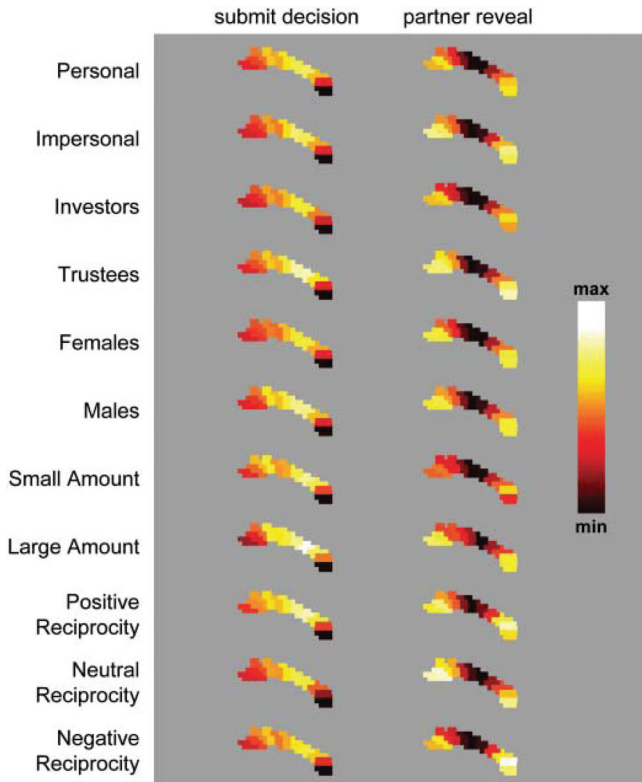 submit decision partner reveal
Personal
Impersonal
Investors
Trustees
max
Females
Males
Small Amount
min
Large Amount
Positive
Reciprocity
Neutral
Reciprocity
Negative
Reciprocity